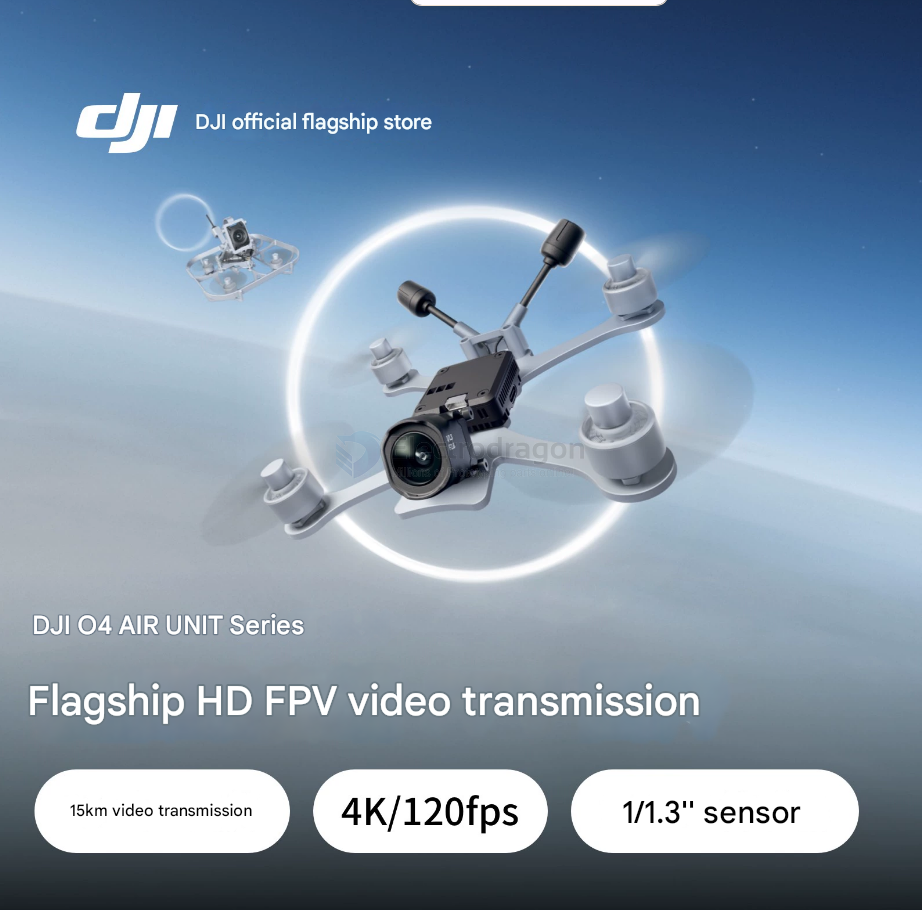 dji DJI official flagship store
electrodragon
DJI O4 AIR UNIT Series
Flagship HD FPV video transmission
15km video transmission
4K/120fps
1/1.3'' sensor